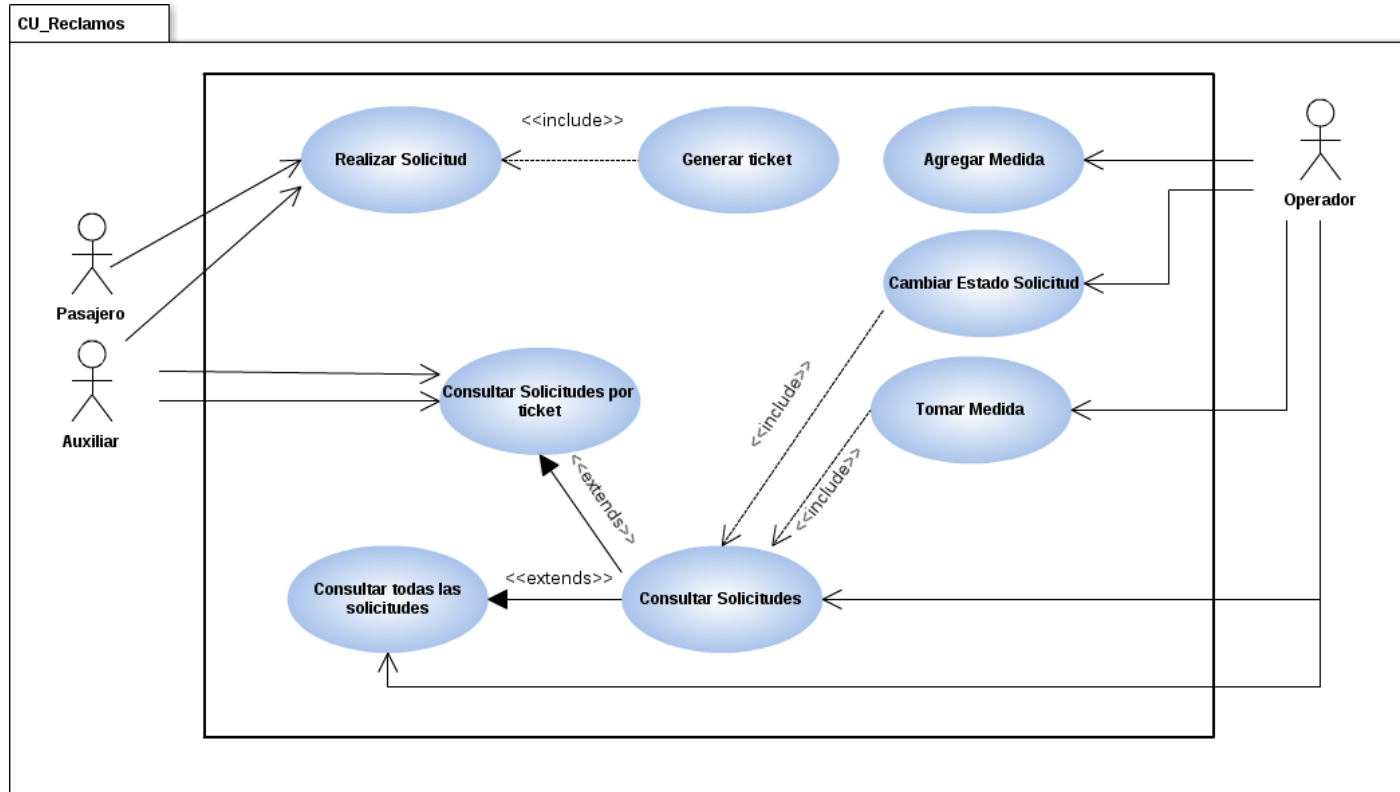 CU_Reclamos
<<include>>
Realizar Solicitud
Generar ticket
Agregar Medida
Operador
Pasajero
Cambiar Estado Solicitud
<<include>>
Consultar Solicitudes por
ticket
Tomar Medida
Auxiliar
<<extends>>
<<include>>
<<extends>>
Consultar todas las
solicitudes
Consultar Solicitudes